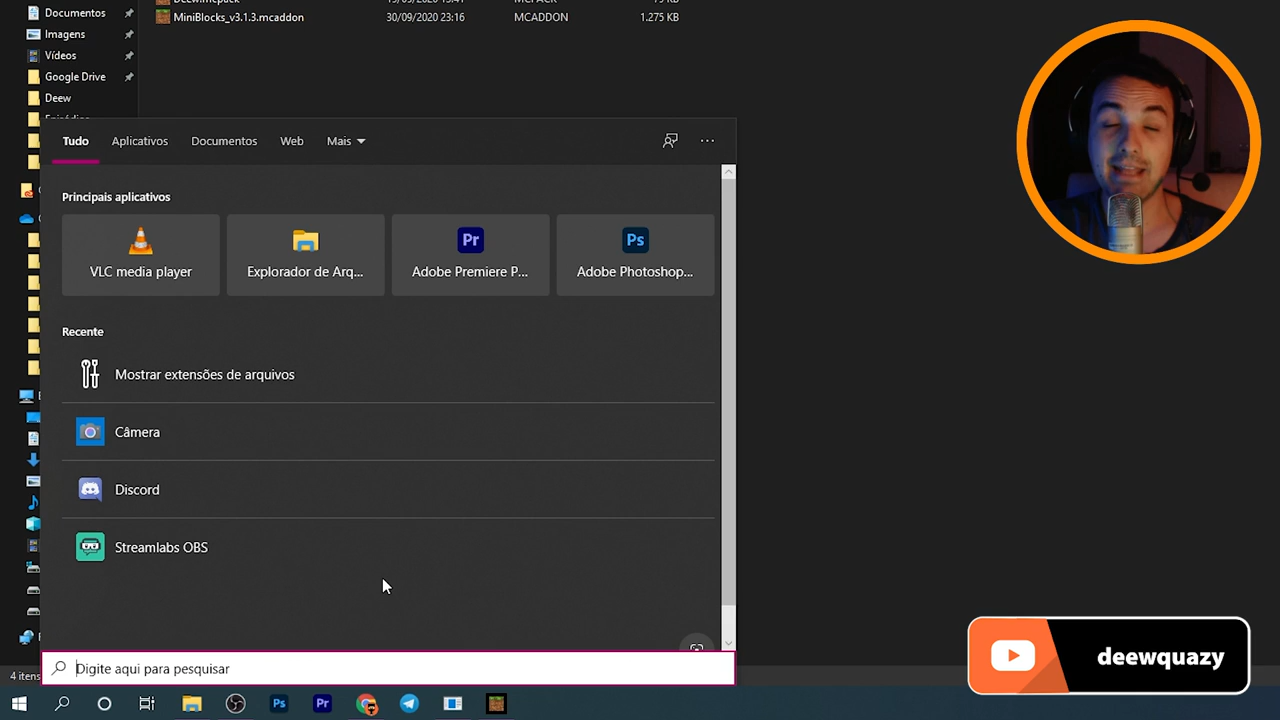 Documentos
Imagens
MiniBlocks_v3.1.3.mcaddon 30/09/2020 23:16 MCADDON 1.275 KB
Vídeos
Google Drive
Deew
Tudo Aplicativos Documentos Web Mais
Principais aplicativos
VLC media player Explorador de Arq... Adobe Premiere P... Adobe Photoshop...
Recente
Mostrar extensões de arquivos
Câmera
Discord
Streamlabs OBS
Digite aqui para pesquisar
4 itens
deewquazy